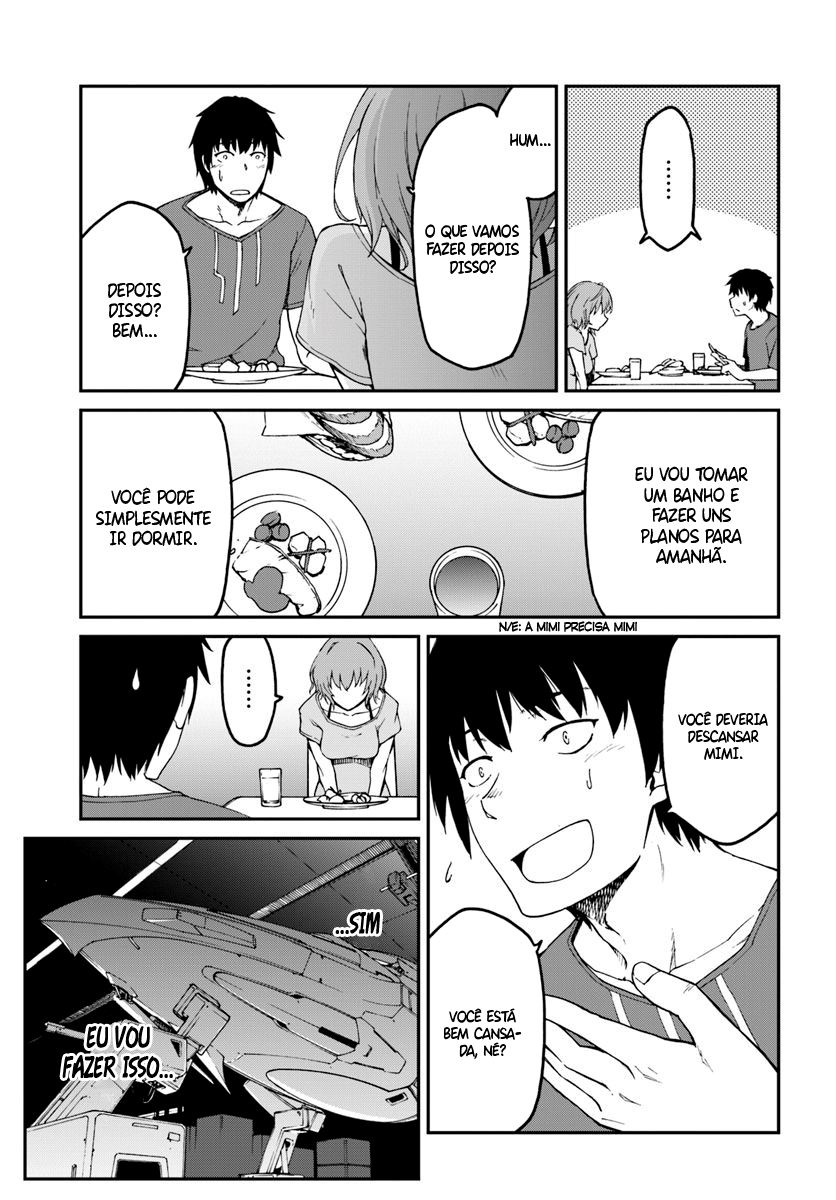 ......
HUM...
O QUE VAMOS
FAZER DEPOIS
DISSO?
DEPOIS
DISSO?
BEM...
EU VOU TOMAR
UM BANHO E
FAZER UNS
PLANOS PARA
AMANHÃ.
VOCÊ PODE
SIMPLESMENTE
IR DORMIR.
N/E: A MIMI PRECISA MIMI
VOCÊ DEVERIA
DESCANSAR
MIMI.
VOCÊ ESTÁ
BEM CANSA-
DA, NÉ?
......
...SIM
EU VOU
FAZER ISSO...